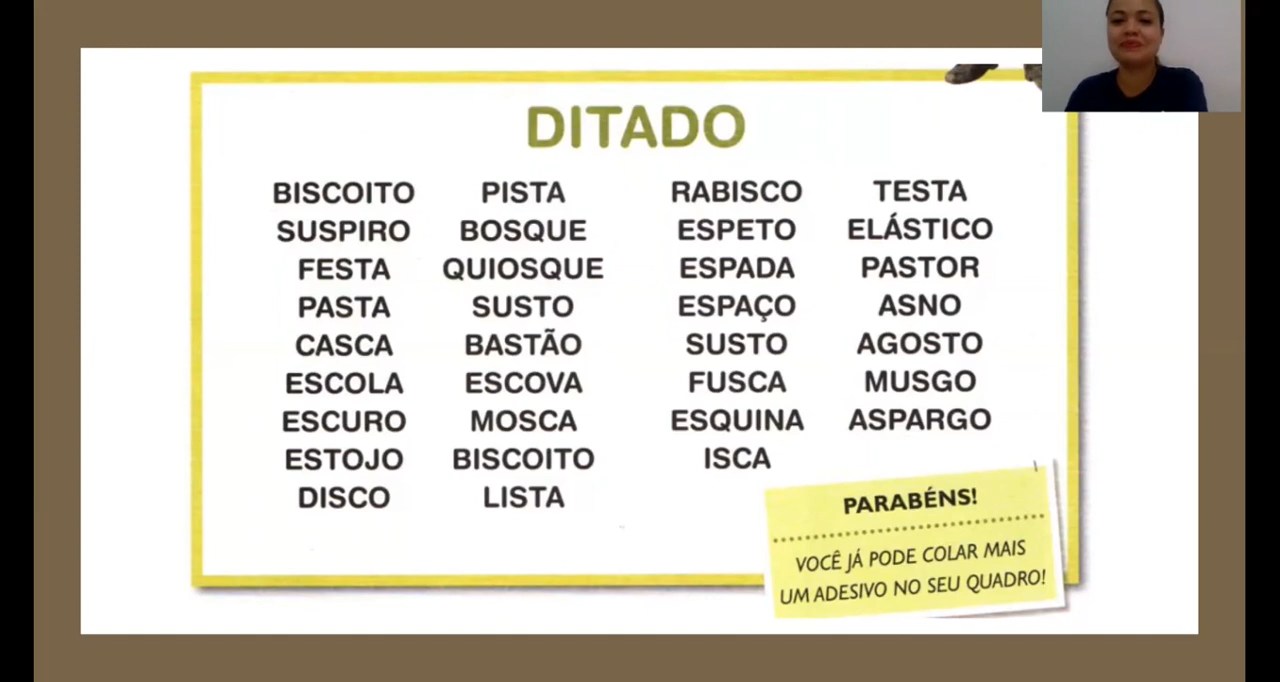 DITADO
BISCOITO PISTA RABISCO TESTA
SUSPIRO BOSQUE ESPETO ELÁSTICO
FESTA QUIOSQUE ESPADA PASTOR
PASTA SUSTO ESPAÇO ASNO
CASCA BASTÃO SUSTO AGOSTO
ESCOLA ESCOVA FUSCA MUSGO
ESCURO MOSCA ESQUINA ASPARGO
ESTOJO BISCOITO ISCA
DISCO LISTA
PARABÉNS!
VOCÊ JÁ PODE COLAR MAIS
UM ADESIVO NO SEU QUADRO!